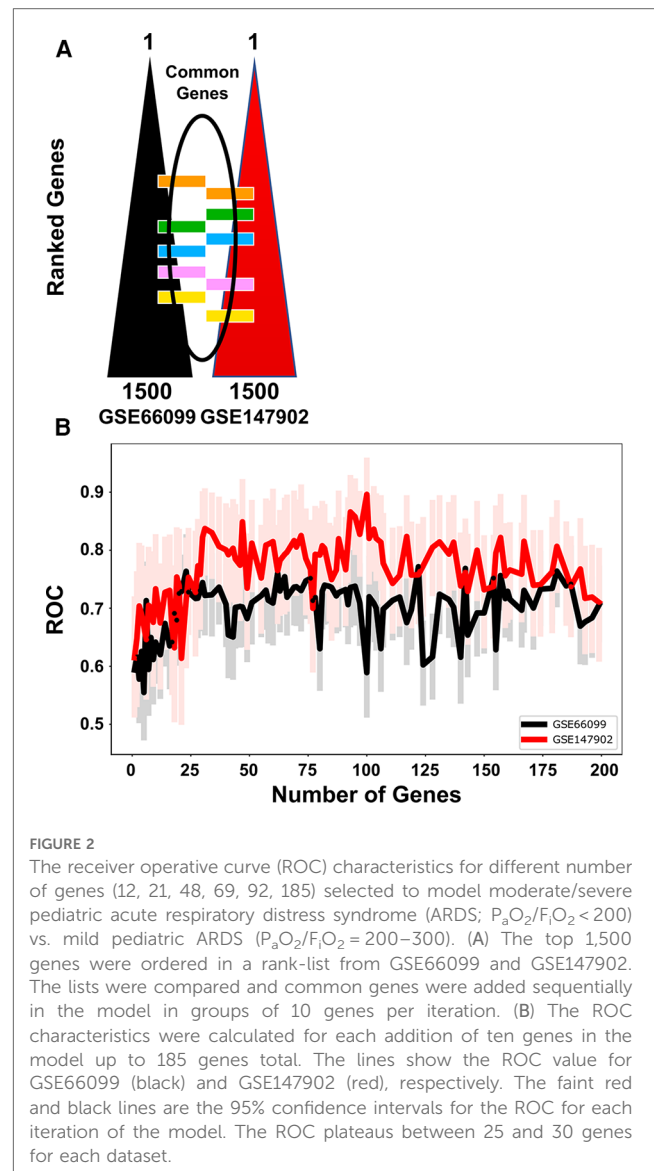 A
1 1
Common
Genes
Ranked Genes
1500 1500
GSE66099 GSE147902
B
ROC
0.9
0.8
0.7
0.6
0.5
GSE66099
GSE147902
0 25 50 75 100 125 150 175 200
Number of Genes
FIGURE 2
The receiver operative curve (ROC) characteristics for different number
of genes (12, 21, 48, 69, 92, 185) selected to model moderate/severe
pediatric acute respiratory distress syndrome (ARDS; PaO2/FiO2 < 200)
vs. mild pediatric ARDS (PaO2/FiO2 = 200–300). (A) The top 1,500
genes were ordered in a rank-list from GSE66099 and GSE147902.
The lists were compared and common genes were added sequentially
in the model in groups of 10 genes per iteration. (B) The ROC
characteristics were calculated for each addition of ten genes in the
model up to 185 genes total. The lines show the ROC value for
GSE66099 (black) and GSE147902 (red), respectively. The faint red
and black lines are the 95% confidence intervals for the ROC for each
iteration of the model. The ROC plateaus between 25 and 30 genes
for each dataset.